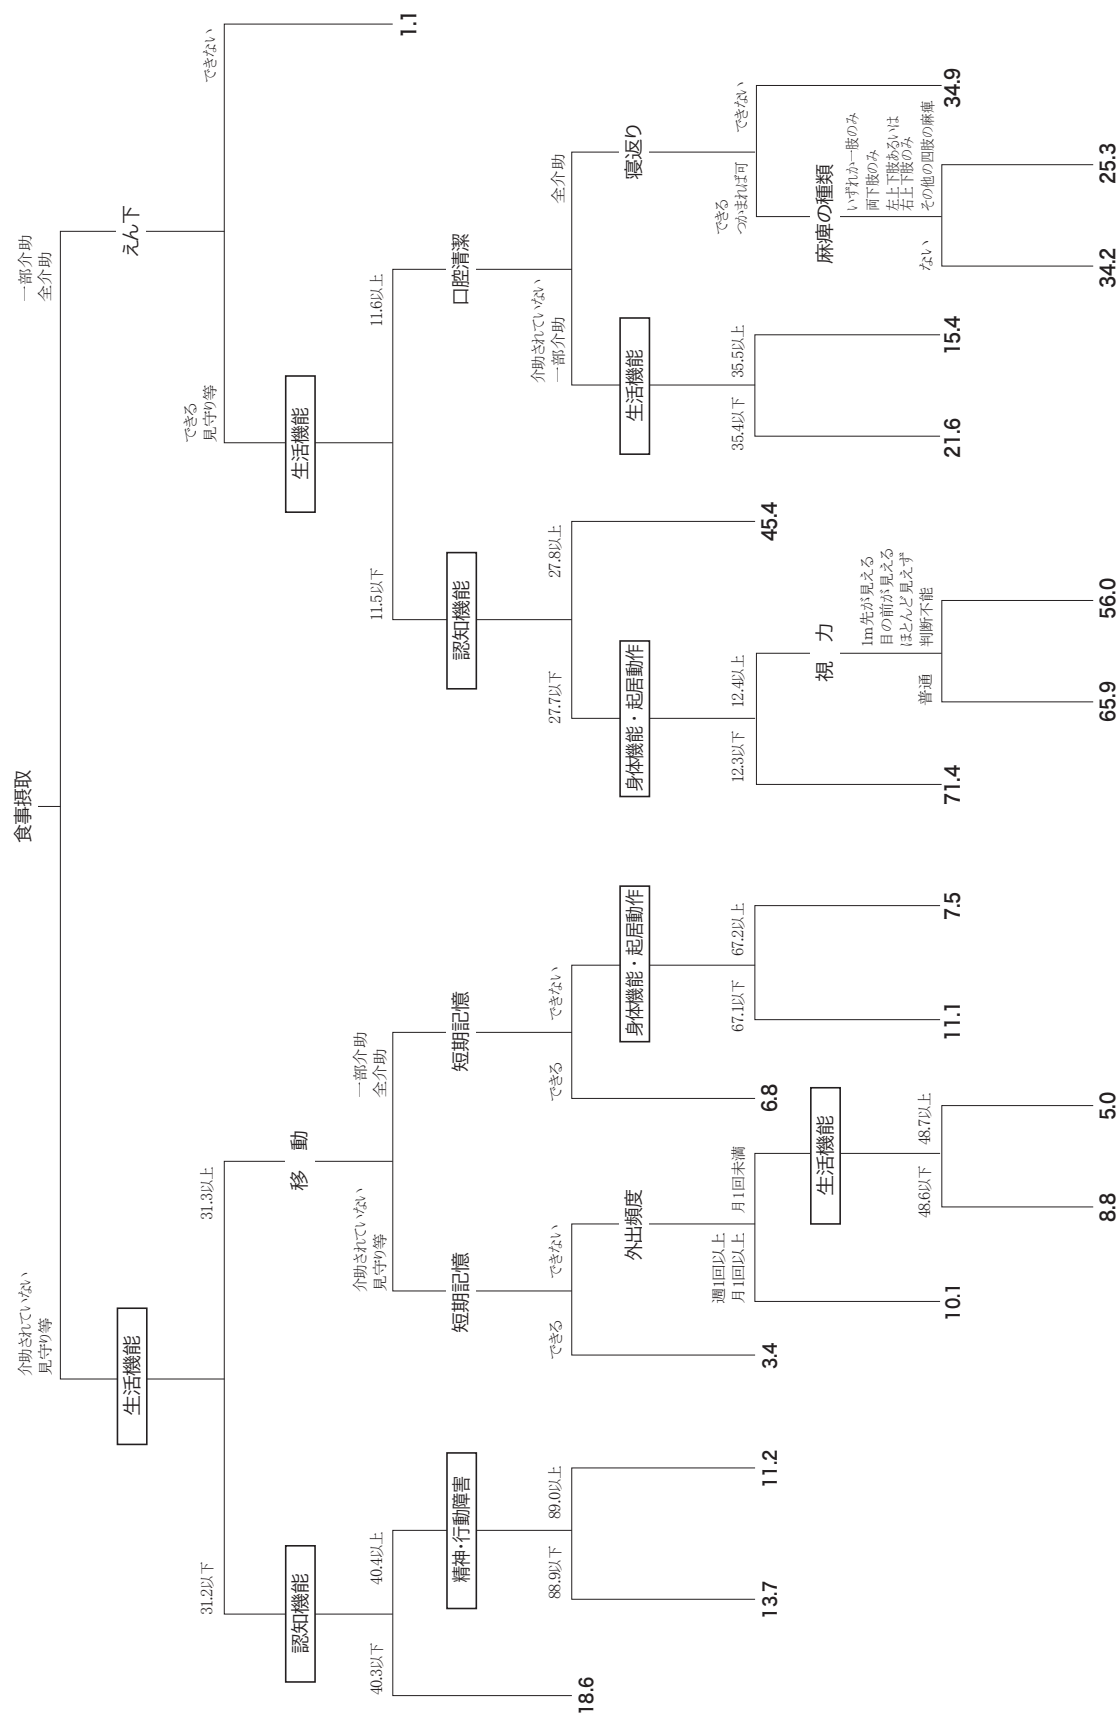 食事摂取
介助されていない
見守り等
一部介助
全介助
生活機能
31.2以下
31.3以上
認知機能
40.3以下
40.4以上
18.6
精神・行動障害
88.9以下
89.0以上
13.7
11.2
移 動
介助されていない
見守り等
一部介助
全介助
短期記憶
できる
できない
3.4
外出頻度
週1回以上
月1回以上
月1回未満
10.1
生活機能
48.6以下
48.7以上
8.8
5.0
短期記憶
できる
できない
6.8
身体機能・起居動作
67.1以下
67.2以上
11.1
7.5
えん下
できる
見守り等
できない
1.1
生活機能
11.5以下
11.6以上
認知機能
27.7以下
27.8以上
45.4
身体機能・起居動作
12.3以下
12.4以上
71.4
視 力
普通
1m先が見える
目の前が見える
ほとんど見えず
判断不能
65.9
56.0
口腔清潔
介助されていない
一部介助
全介助
生活機能
35.4以下
35.5以上
21.6
15.4
寝返り
できる
つかまれば可
できない
34.9
麻痺の種類
ない
いずれか一肢のみ
両下肢のみ
左上下肢あるいは
右上下肢のみ
その他の四肢の麻痺
34.2
25.3